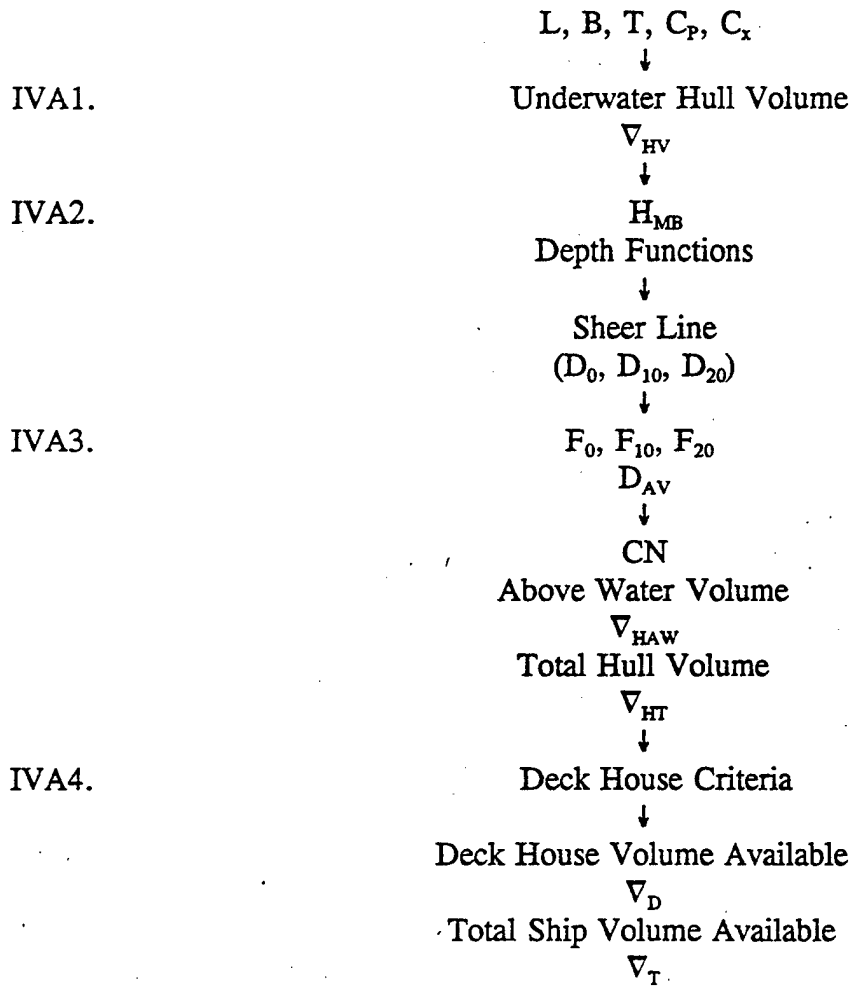 L, B, T, C_P, C_x
↓
IVA1. Underwater Hull Volume
∇_HV
↓
IVA2. H_MB
Depth Functions
↓
Sheer Line
(D_0, D_10, D_20)
↓
IVA3. F_0, F_10, F_20
D_AV
↓
CN
Above Water Volume
∇_HAW
Total Hull Volume
∇_HT
↓
IVA4. Deck House Criteria
↓
Deck House Volume Available
∇_D
Total Ship Volume Available
∇_T